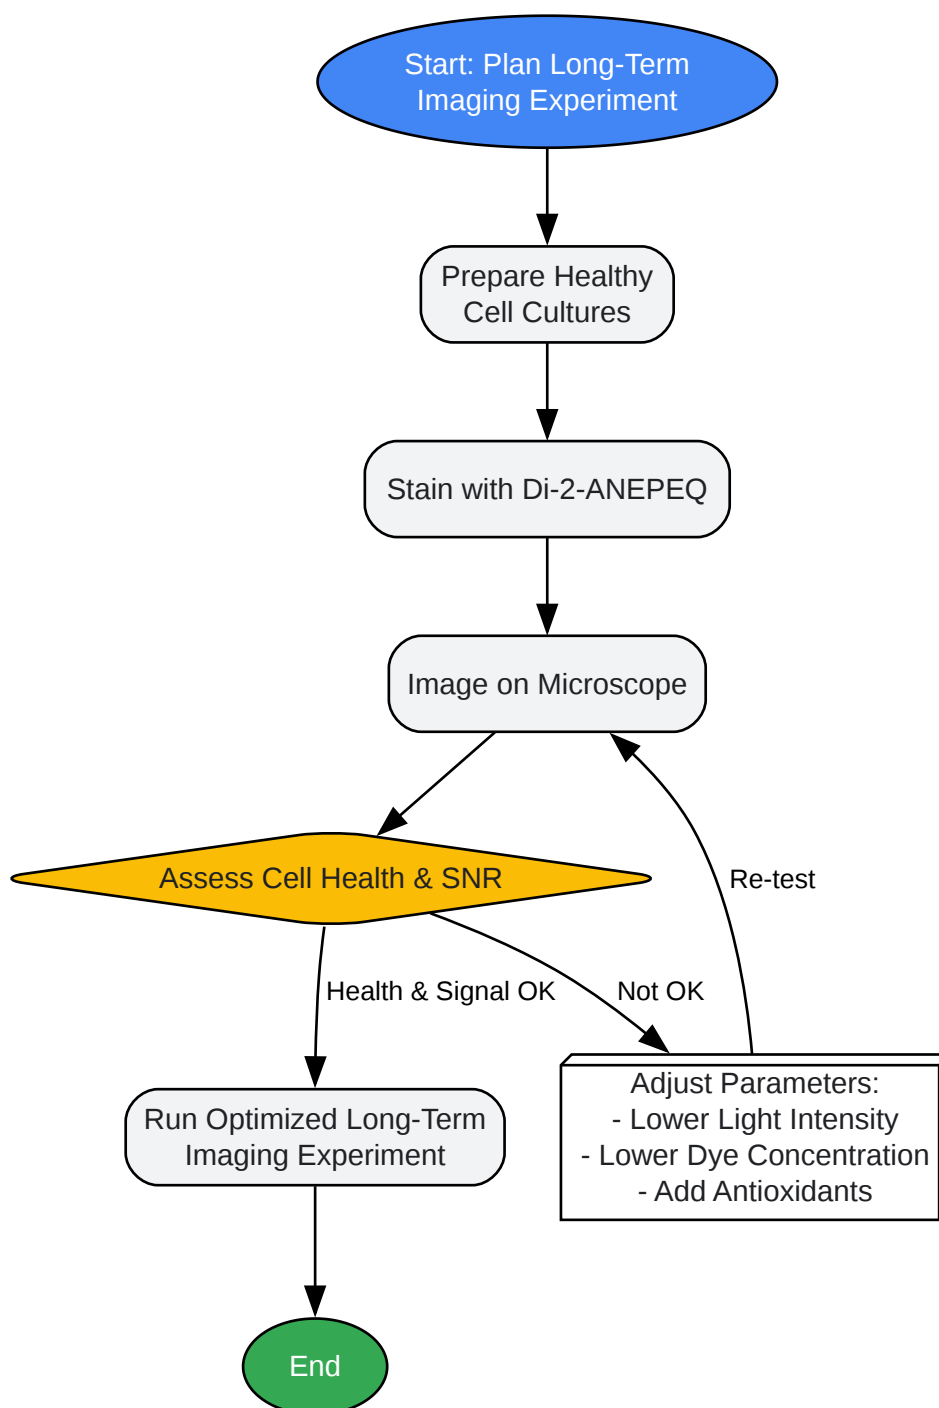 Start: Plan Long-Term
Imaging Experiment
Prepare Healthy
Cell Cultures
Stain with Di-2-ANEPEQ
Image on Microscope
Assess Cell Health & SNR
Re-test
Health & Signal OK
Not OK
Adjust Parameters:
- Lower Light Intensity
- Lower Dye Concentration
- Add Antioxidants
Run Optimized Long-Term
Imaging Experiment
End